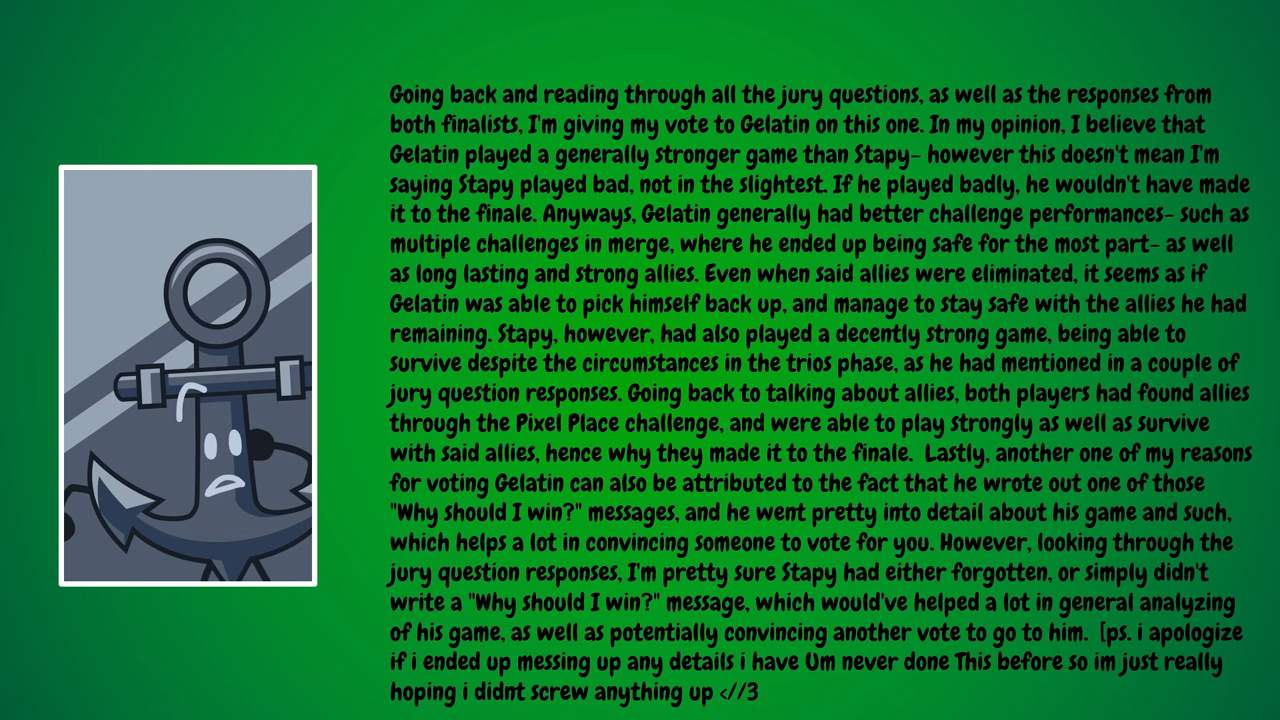 Going back and reading through all the jury questions, as well as the responses from
both finalists, I'm giving my vote to Gelatin on this one. In my opinion, I believe that
Gelatin played a generally stronger game than Stapy- however this doesn't mean I'm
saying Stapy played bad, not in the slightest. If he played badly, he wouldn't have made
it to the finale. Anyways, Gelatin generally had better challenge performances- such as
multiple challenges in merge, where he ended up being safe for the most part- as well
as long lasting and strong allies. Even when said allies were eliminated, it seems as if
Gelatin was able to pick himself back up, and manage to stay safe with the allies he had
remaining. Stapy, however, had also played a decently strong game, being able to
survive despite the circumstances in the trios phase, as he had mentioned in a couple of
jury question responses. Going back to talking about allies, both players had found allies
through the Pixel Place challenge, and were able to play strongly as well as survive
with said allies, hence why they made it to the finale.  Lastly, another one of my reasons
for voting Gelatin can also be attributed to the fact that he wrote out one of those
"Why should I win?" messages, and he went pretty into detail about his game and such,
which helps a lot in convincing someone to vote for you. However, looking through the
jury question responses, I'm pretty sure Stapy had either forgotten, or simply didn't
write a "Why should I win?" message, which would've helped a lot in general analyzing
of his game, as well as potentially convincing another vote to go to him.  [ps. i apologize
if i ended up messing up any details i have Um never done This before so im just really
hoping i didnt screw anything up <//3